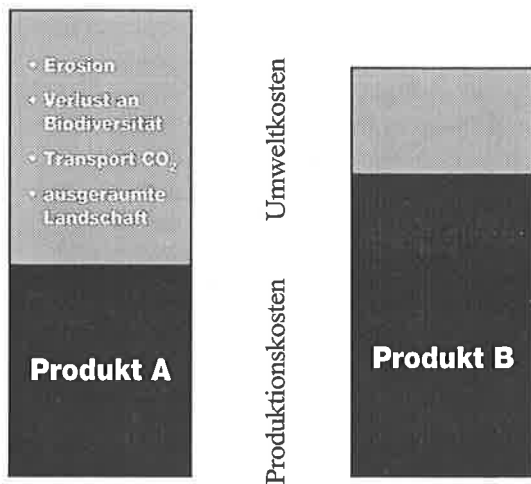 • Erosion
• Verlust an
Biodiversität
• Transport CO₂
• ausgeräumte
Landschaft
Produkt A
Umweltkosten
Produktionskosten
Produkt B